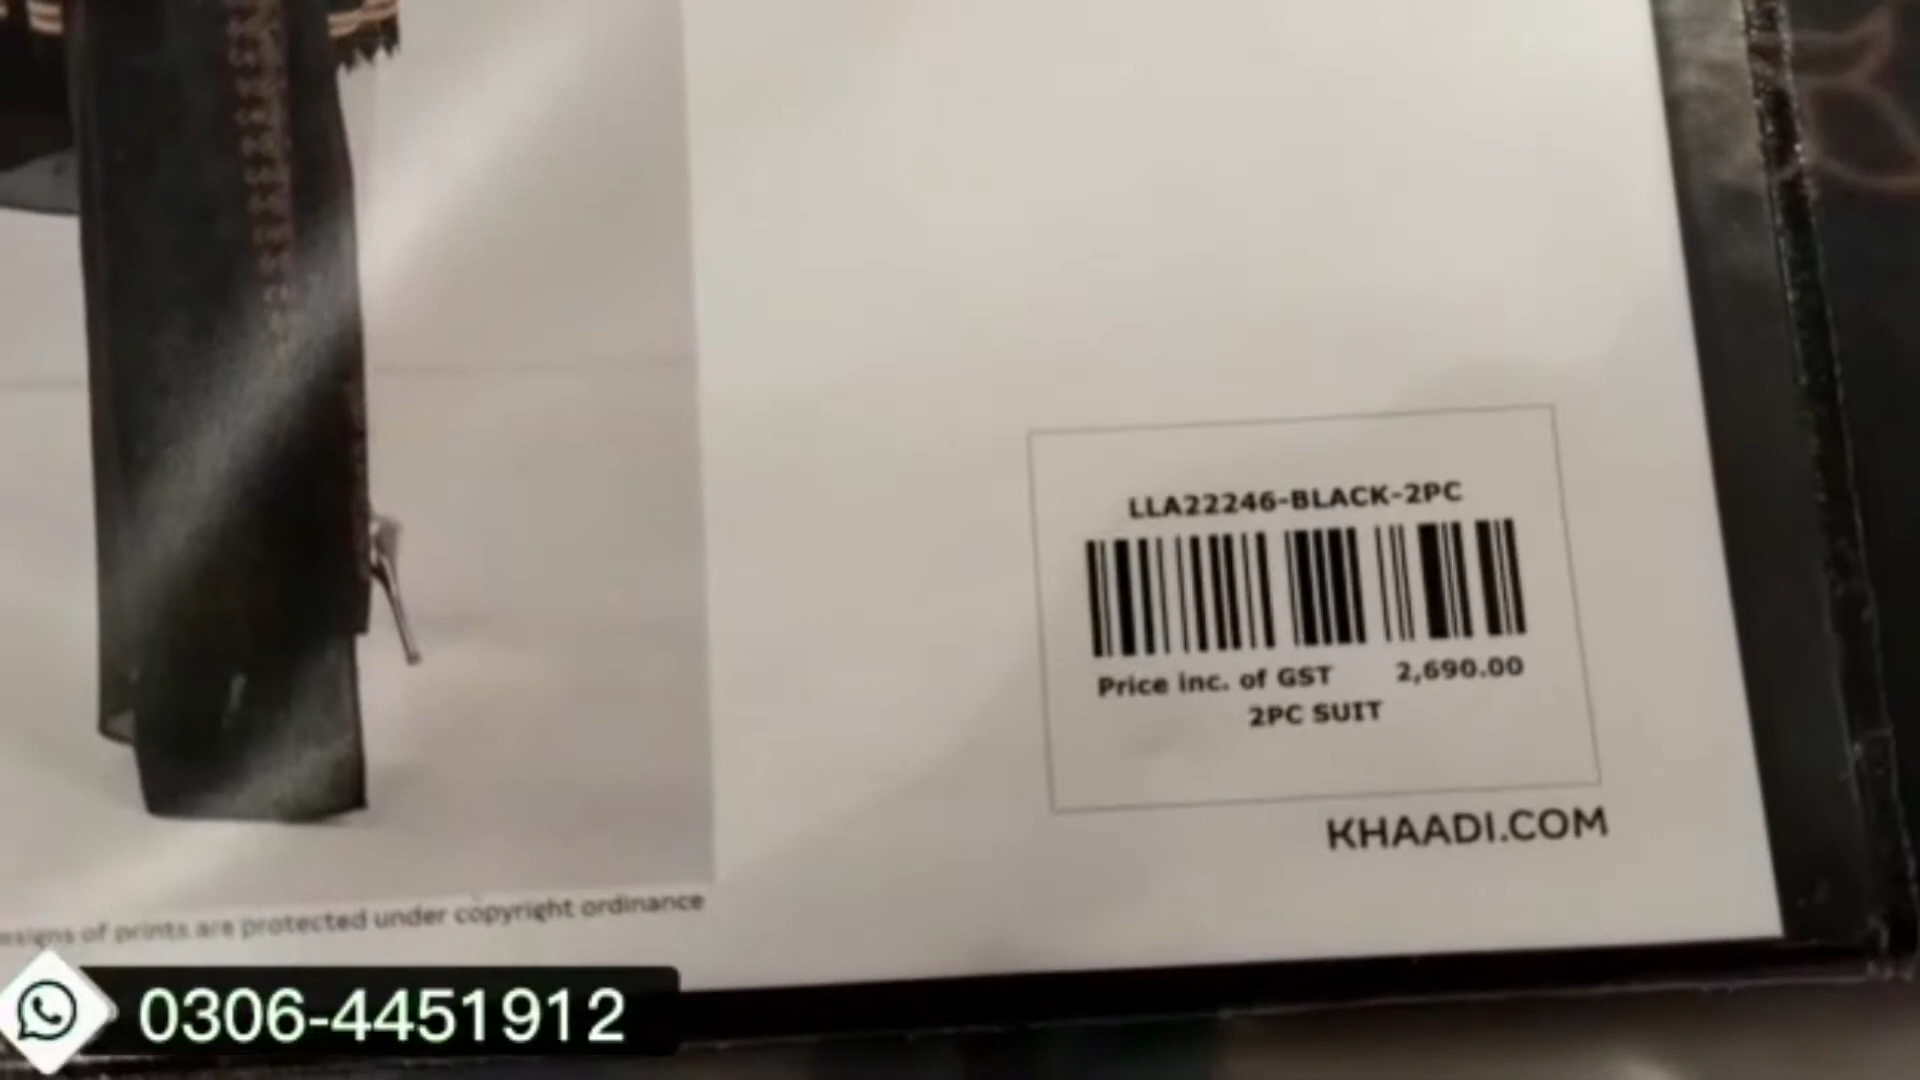 LLA22246-BLACK-2PC
Price inc. of GST 2,690.00
2PC SUIT
KHAADI.COM
of prints are protected under copyright ordinance
0306-4451912